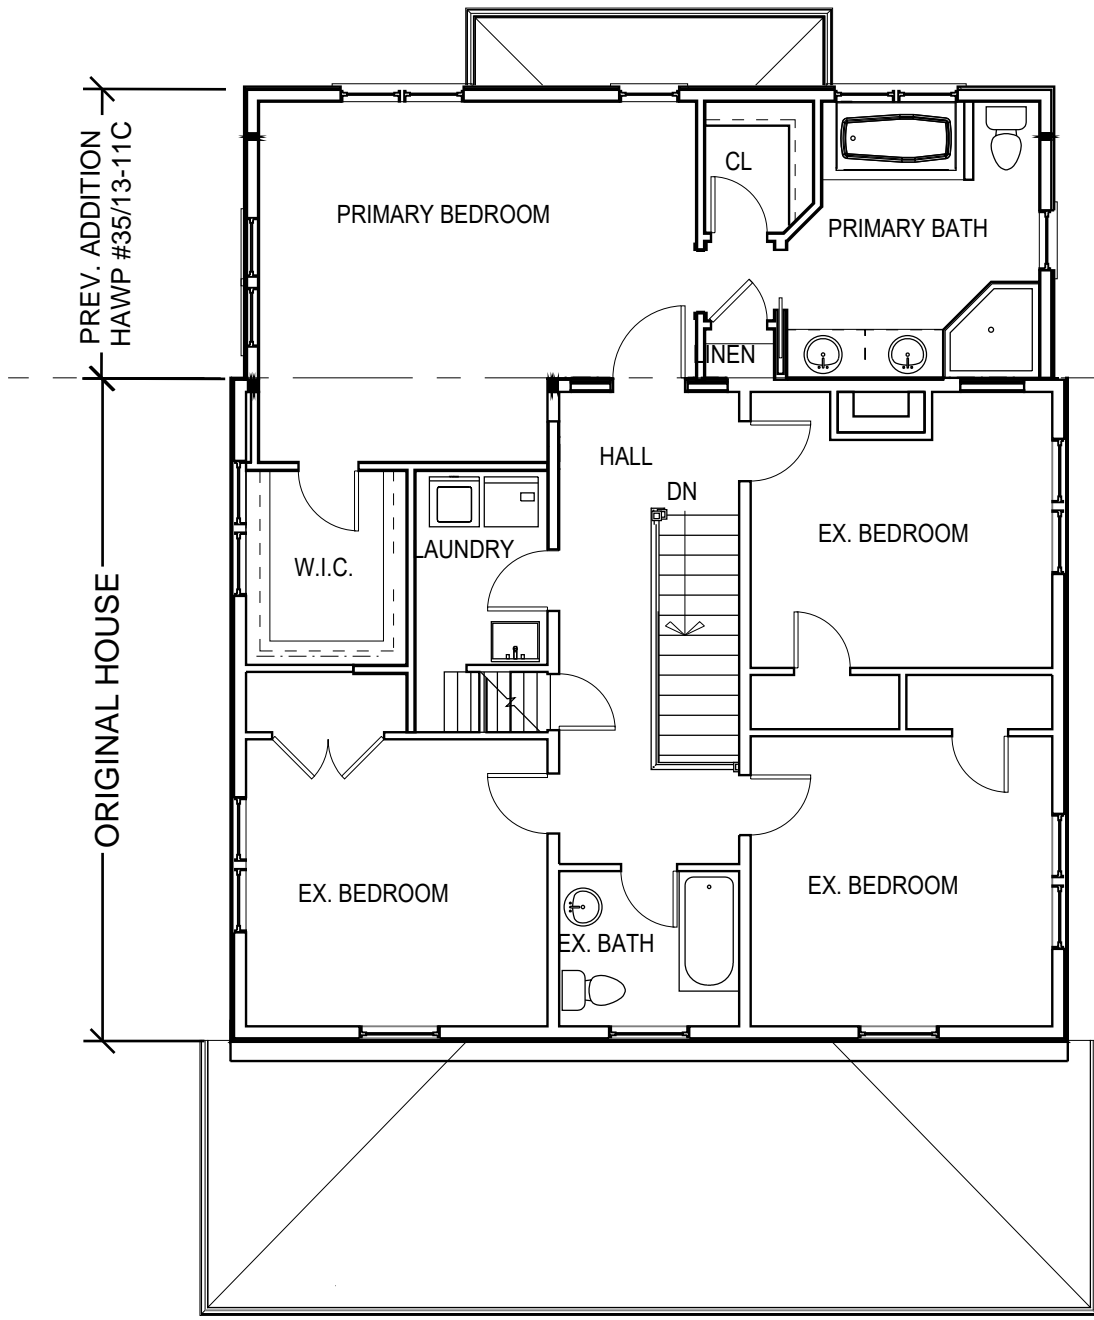 PREV. ADDITION
HAWP #35/13-11C
ORIGINAL HOUSE
PRIMARY BEDROOM
CL
PRIMARY BATH
LINEN
HALL
DN
EX. BEDROOM
LAUNDRY
W.I.C.
EX. BEDROOM
EX. BATH
EX. BEDROOM